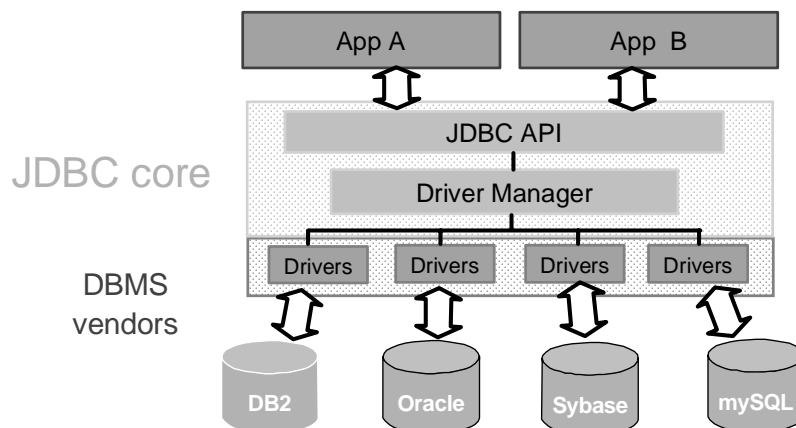 App A
App B
JDBC API
JDBC core
Driver Manager
Drivers
Drivers
Drivers
Drivers
DBMS
vendors
DB2
Oracle
Sybase
mySQL